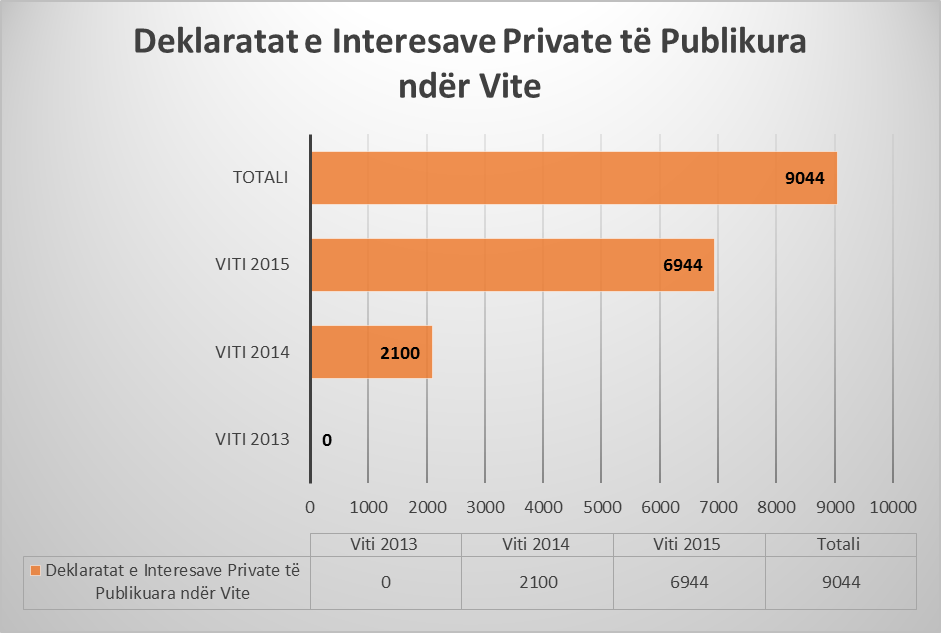 Deklaratat e Interesave Private të Publikura
ndër Vite
TOTALI
9044
VITI 2015
6944
VITI 2014
2100
VITI 2013
0
0 1000 2000 3000 4000 5000 6000 7000 8000 9000 10000
Viti 2013 Viti 2014 Viti 2015 Totali
Deklaratat e Interesave Private të
Publikuara ndër Vite
0 2100 6944 9044